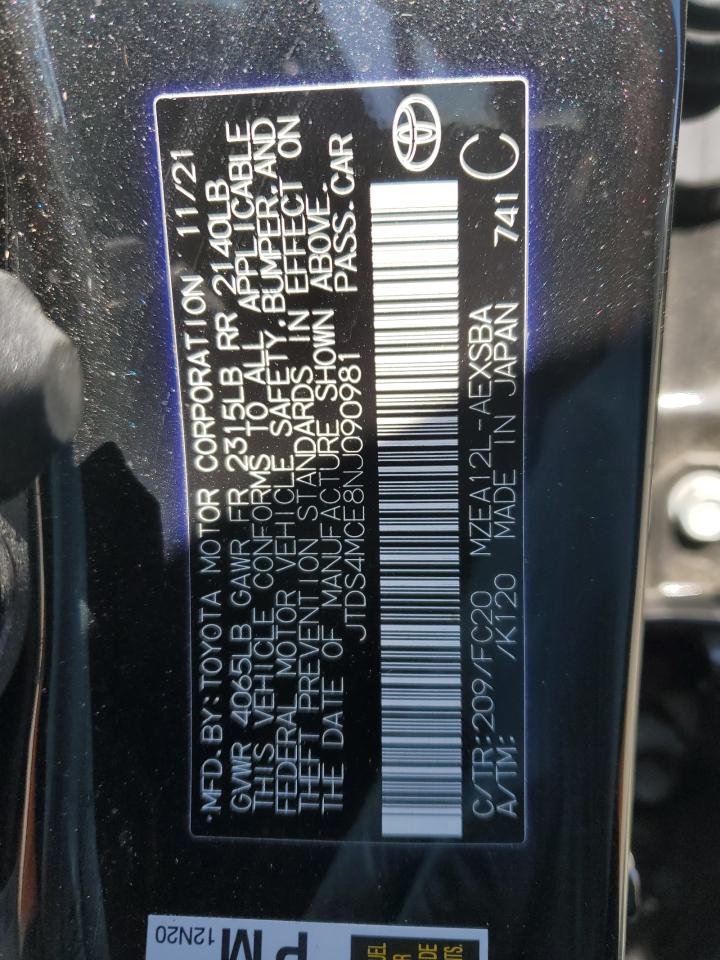 •MFD.BY:TOYOTA MOTOR CORPORATION 11/21
GVWR 4065LB GAWR FR 2315LB RR 2140LB
THIS VEHICLE CONFORMS TO ALL APPLICABLE
FEDERAL MOTOR VEHICLE SAFETY,BUMPER,AND
THEFT PREVENTION STANDARDS IN EFFECT ON
THE DATE OF MANUFACTURE SHOWN ABOVE.
JTDS4MCE8NJ090981 PASS.CAR
C/TR:209/FC20 MZEA12L-AEXSBA 741 C
A/TM: /K120 MADE IN JAPAN
PM
12N20